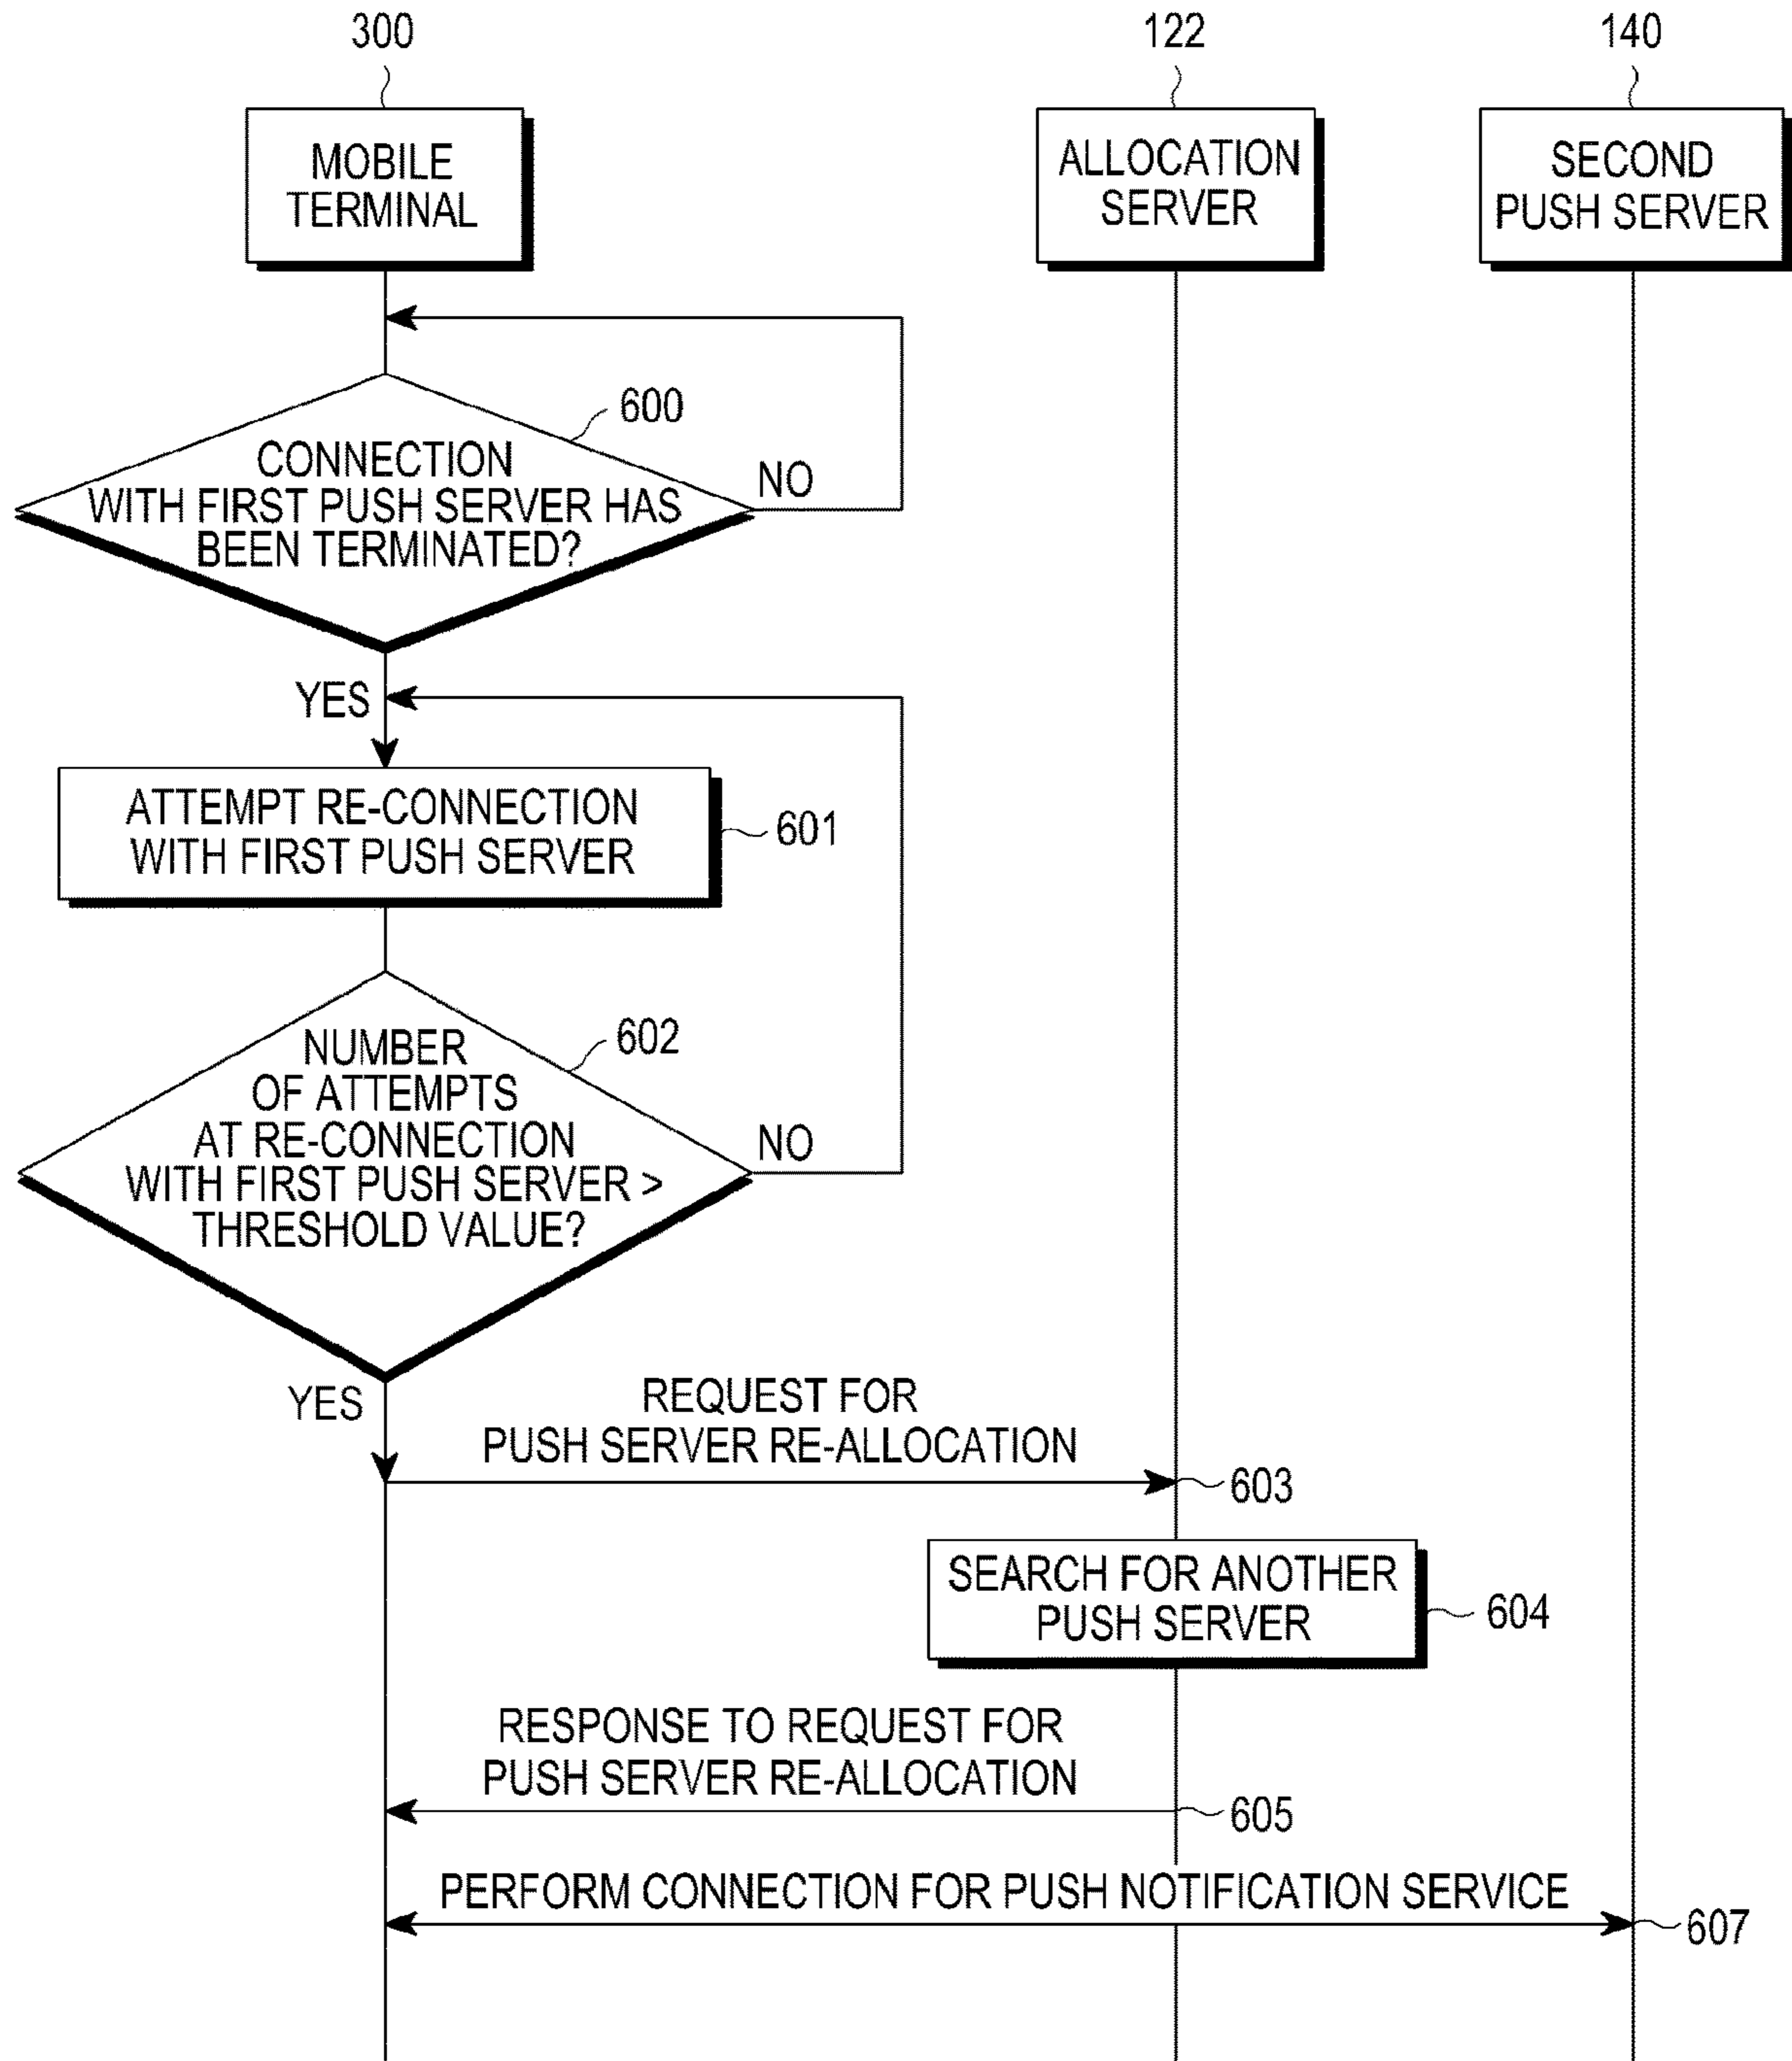 300
122
140
MOBILE
TERMINAL
ALLOCATION
SERVER
SECOND
PUSH SERVER
600
CONNECTION
WITH FIRST PUSH SERVER HAS
BEEN TERMINATED?
NO
YES
ATTEMPT RE-CONNECTION
WITH FIRST PUSH SERVER
601
602
NUMBER
OF ATTEMPTS
AT RE-CONNECTION
WITH FIRST PUSH SERVER >
THRESHOLD VALUE?
NO
YES
REQUEST FOR
PUSH SERVER RE-ALLOCATION
603
SEARCH FOR ANOTHER
PUSH SERVER
604
RESPONSE TO REQUEST FOR
PUSH SERVER RE-ALLOCATION
605
PERFORM CONNECTION FOR PUSH NOTIFICATION SERVICE
607